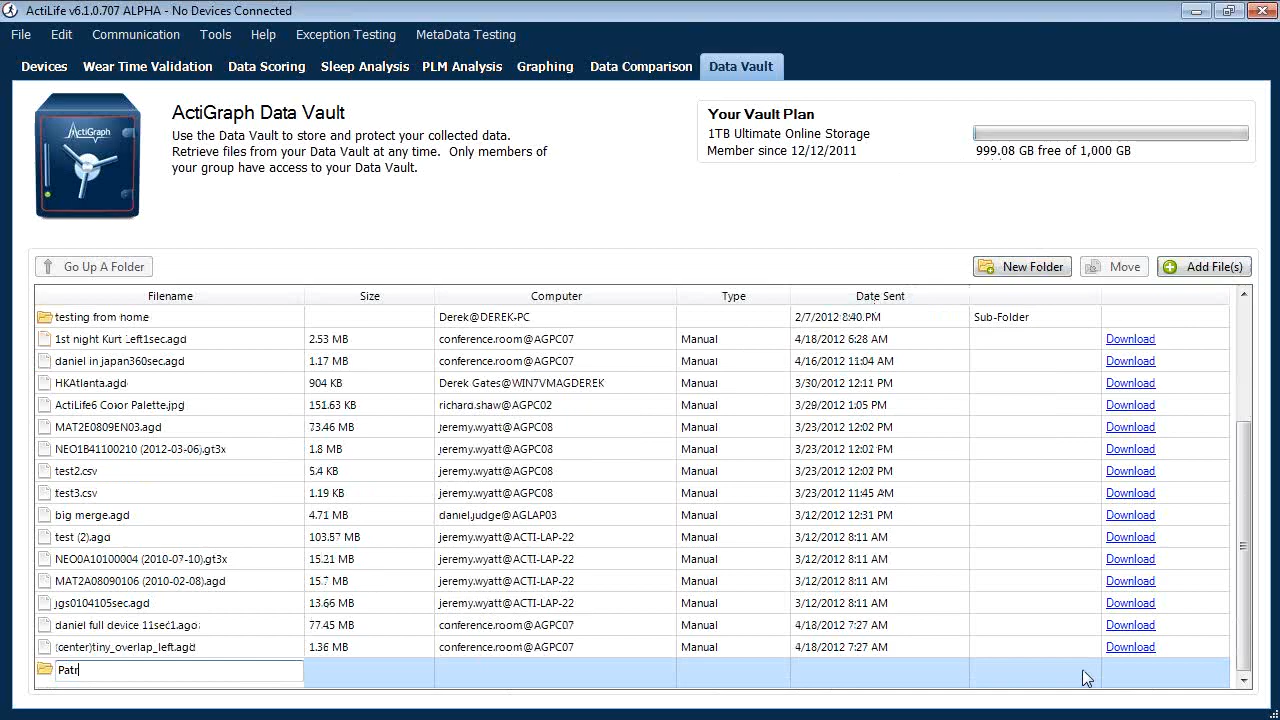 ActiLife v6.1.0.707 ALPHA - No Devices Connected
File Edit Communication Tools Help Exception Testing MetaData Testing
Devices Wear Time Validation Data Scoring Sleep Analysis PLM Analysis Graphing Data Comparison Data Vault
ActiGraph
ActiGraph Data Vault
Use the Data Vault to store and protect your collected data.
Retrieve files from your Data Vault at any time. Only members of
your group have access to your Data Vault.
Your Vault Plan
1TB Ultimate Online Storage
Member since 12/12/2011
999.08 GB free of 1,000 GB
Go Up A Folder New Folder Move Add File(s)
Filename Size Computer Type Date Sent
testing from home Derek@DEREK-PC 2/7/2012 8:40 PM Sub-Folder
1st night Kurt Left1sec.agd 2.53 MB conference.room@AGPC07 Manual 4/18/2012 6:28 AM Download
daniel in japan360sec.agd 1.17 MB conference.room@AGPC07 Manual 4/16/2012 11:04 AM Download
HKAtlanta.agd 904 KB Derek Gates@WIN7VMAGDEREK Manual 3/30/2012 12:11 PM Download
ActiLife6 Color Palette.jpg 151.63 KB richard.shaw@AGPC02 Manual 3/29/2012 1:05 PM Download
MAT2E0809EN03.agd 73.46 MB jeremy.wyatt@AGPC08 Manual 3/23/2012 12:02 PM Download
NEO1B41100210 (2012-03-06).gt3x 1.8 MB jeremy.wyatt@AGPC08 Manual 3/23/2012 12:02 PM Download
test2.csv 5.4 KB jeremy.wyatt@AGPC08 Manual 3/23/2012 12:02 PM Download
test3.csv 1.19 KB jeremy.wyatt@AGPC08 Manual 3/23/2012 11:45 AM Download
big merge.agd 4.71 MB daniel.judge@AGLAP03 Manual 3/12/2012 12:31 PM Download
test (2).agd 103.57 MB jeremy.wyatt@ACTI-LAP-22 Manual 3/12/2012 8:11 AM Download
NEO0A10100004 (2010-07-10).gt3x 15.21 MB jeremy.wyatt@ACTI-LAP-22 Manual 3/12/2012 8:11 AM Download
MAT2A08090106 (2010-02-08).agd 15.7 MB jeremy.wyatt@ACTI-LAP-22 Manual 3/12/2012 8:11 AM Download
jgs0104105sec.agd 13.66 MB jeremy.wyatt@ACTI-LAP-22 Manual 3/12/2012 8:11 AM Download
daniel full device 11sec1.agd 77.45 MB conference.room@AGPC07 Manual 4/18/2012 7:27 AM Download
(center)tiny_overlap_left.agd 1.36 MB conference.room@AGPC07 Manual 4/18/2012 7:27 AM Download
Patr